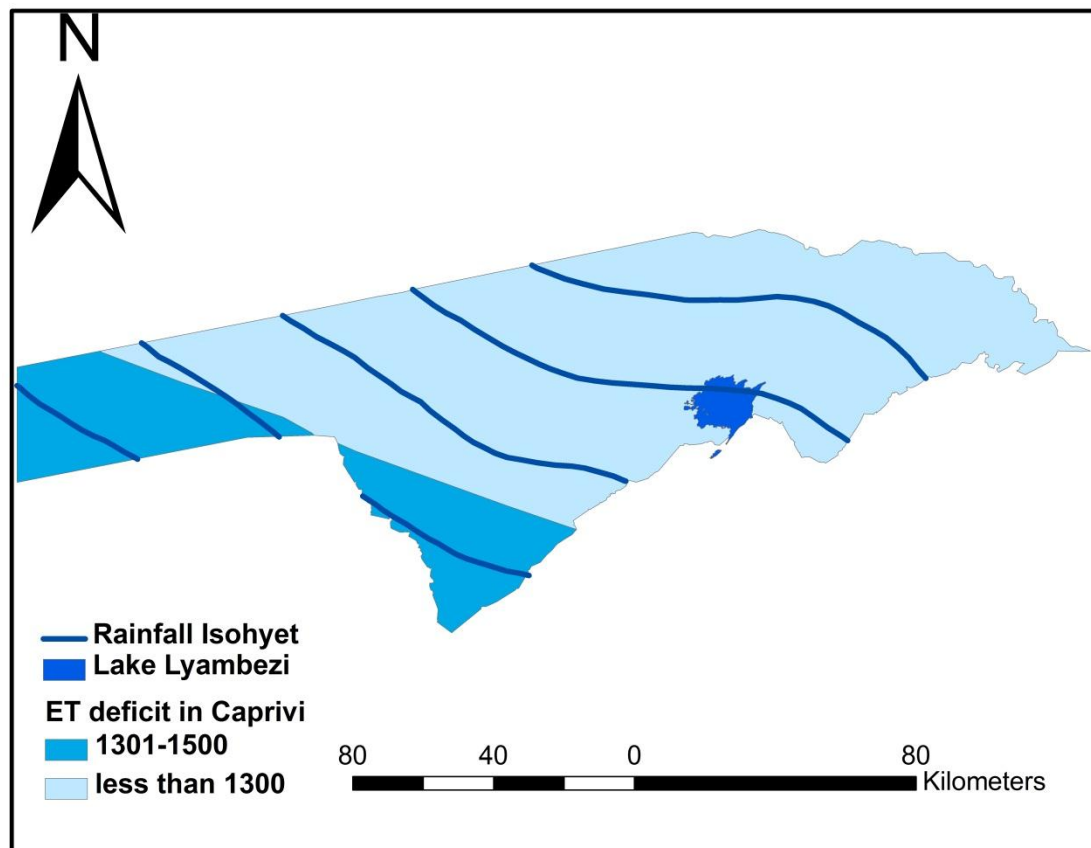 N
Rainfall Isohyet
Lake Lyambezi
ET deficit in Caprivi
1301-1500
less than 1300
80 40 0 80
Kilometers